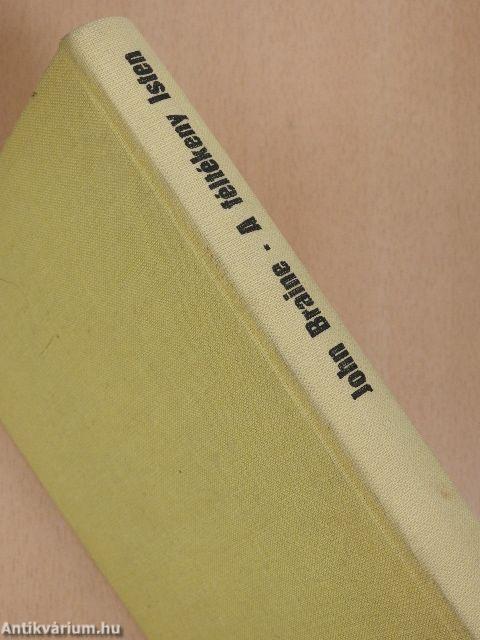 John Braine - A féltékeny Isten
Antikvárium.hu